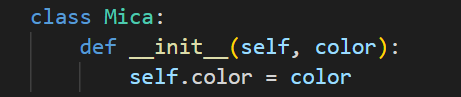 class Mica:
    def __init__(self, color):
        self.color = color